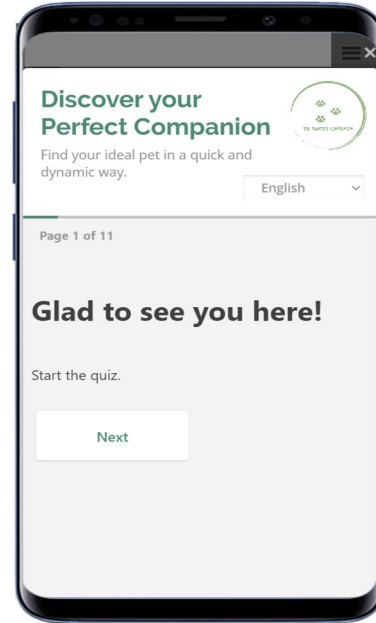 Discover your
Perfect Companion
Find your ideal pet in a quick and
dynamic way.
English
Page 1 of 11
Glad to see you here!
Start the quiz.
Next